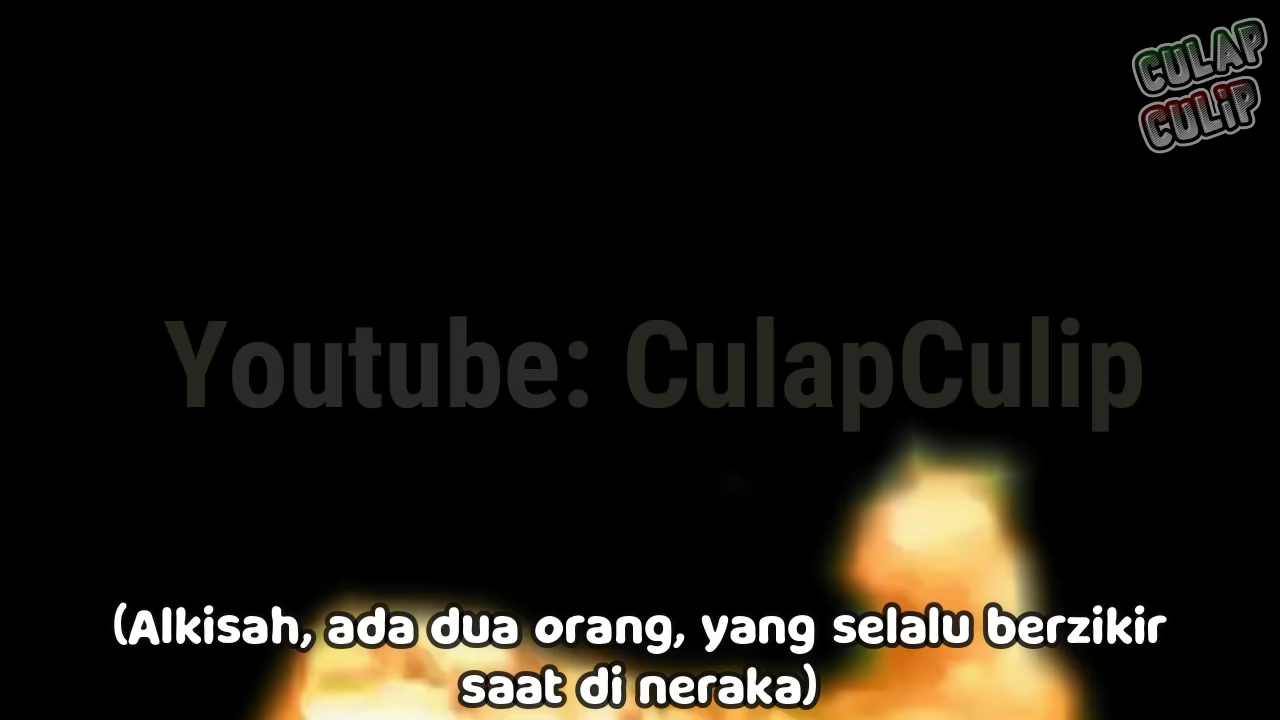 CULAP
CULiP
Youtube: CulapCulip
(Alkisah, ada dua orang, yang selalu berzikir
saat di neraka)